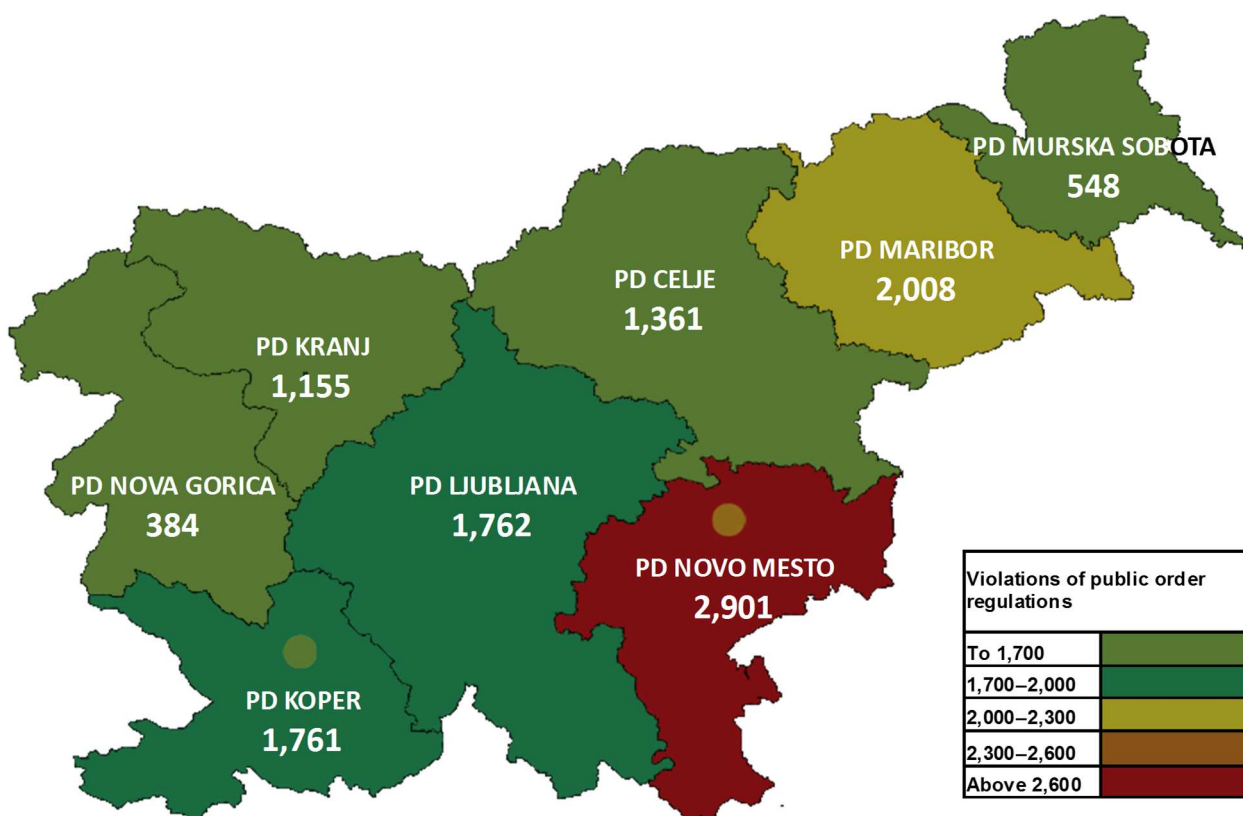 PD MURSKA SOBOTA
548
PD MARIBOR
2,008
PD CELJE
1,361
PD KRANJ
1,155
PD NOVA GORICA
384
PD LJUBLJANA
1,762
PD NOVO MESTO
2,901
PD KOPER
1,761
Violations of public order
regulations
To 1,700
1,700–2,000
2,000–2,300
2,300–2,600
Above 2,600